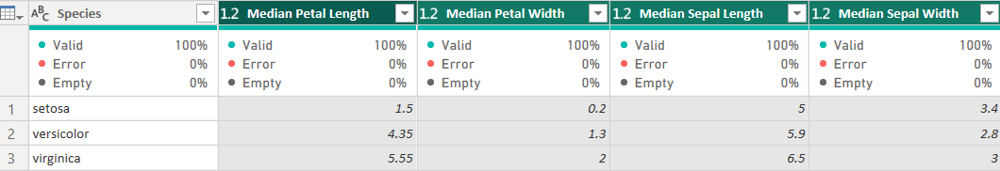 ABC Species 1.2 Median Petal Length 1.2 Median Petal Width 1.2 Median Sepal Length 1.2 Median Sepal Width
Valid 100% Valid 100% Valid 100% Valid 100% Valid 100%
Error 0% Error 0% Error 0% Error 0% Error 0%
Empty 0% Empty 0% Empty 0% Empty 0% Empty 0%
1 setosa 1.5 0.2 5 3.4
2 versicolor 4.35 1.3 5.9 2.8
3 virginica 5.55 2 6.5 3